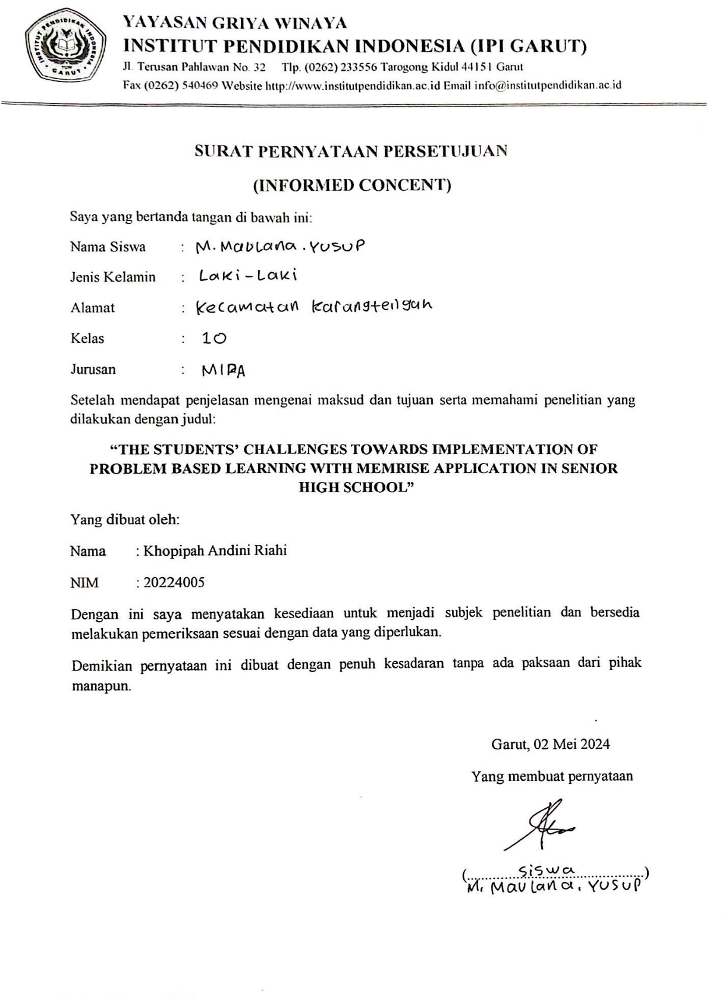 YAYASAN GRIYA WINAYA
INSTITUT PENDIDIKAN INDONESIA (IPI GARUT)
Jl. Terusan Pahlawan No. 32 Tlp. (0262) 233556 Tarogong Kidul 44151 Garut
Fax (0262) 540469 Website http://www.institutpendidikan.ac.id Email info@institutpendidikan.ac.id
INSTITUT PENDIDIKAN INDONESIA
GARUT
SURAT PERNYATAAN PERSETUJUAN
(INFORMED CONCENT)
Saya yang bertanda tangan di bawah ini:
Nama Siswa : M. Maulana . Yusup
Jenis Kelamin : Laki-Laki
Alamat : Kecamatan Karangtengah
Kelas : 10
Jurusan : MIPA
Setelah mendapat penjelasan mengenai maksud dan tujuan serta memahami penelitian yang
dilakukan dengan judul:
“THE STUDENTS’ CHALLENGES TOWARDS IMPLEMENTATION OF
PROBLEM BASED LEARNING WITH MEMRISE APPLICATION IN SENIOR
HIGH SCHOOL”
Yang dibuat oleh:
Nama : Khopipah Andini Riahi
NIM : 20224005
Dengan ini saya menyatakan kesediaan untuk menjadi subjek penelitian dan bersedia
melakukan pemeriksaan sesuai dengan data yang diperlukan.
Demikian pernyataan ini dibuat dengan penuh kesadaran tanpa ada paksaan dari pihak
manapun.
Garut, 02 Mei 2024
Yang membuat pernyataan
(............siswa..................)
M. Maulana. Yusup